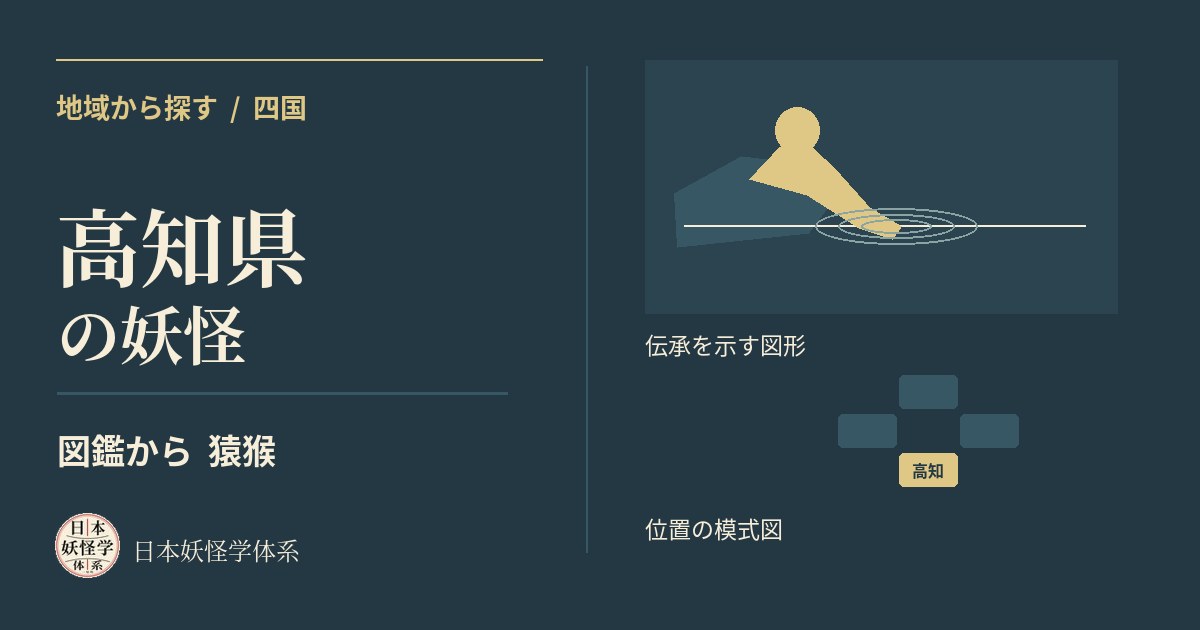 地域から探す / 四国
高知県
の妖怪
図鑑から 猿猴
日本
妖怪学
体系
日本妖怪学体系
伝承を示す図形
高知
位置の模式図